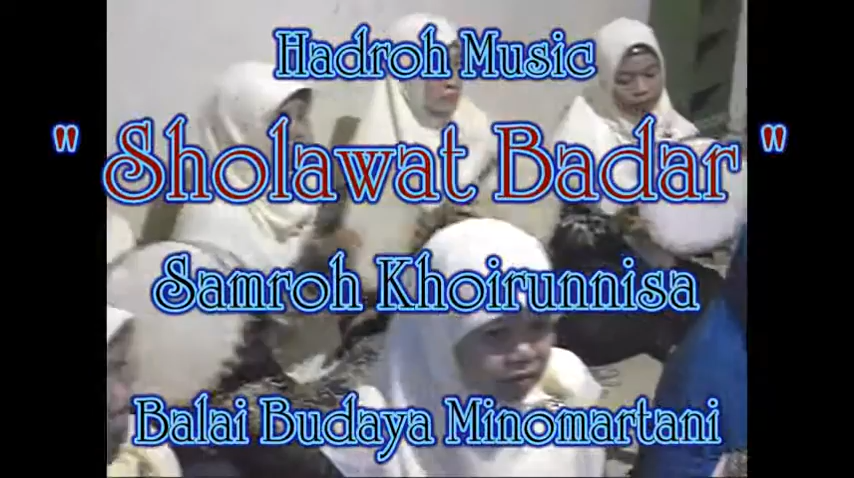 Hadroh Music
" Sholawat Badar "
Samroh Khoirunnisa
Balai Budaya Minomartani